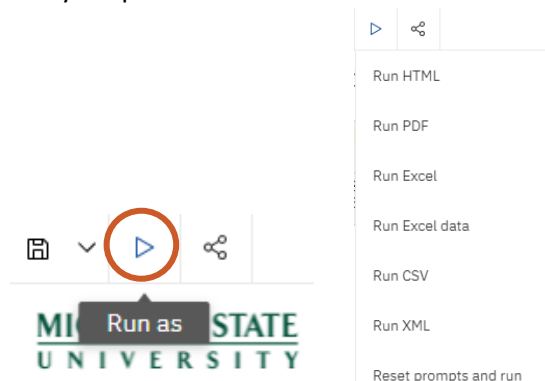 Run HTML
Run PDF
Run Excel
Run Excel data
Run CSV
Run XML
Reset prompts and run
Run as
STATE
UNIVERSITY